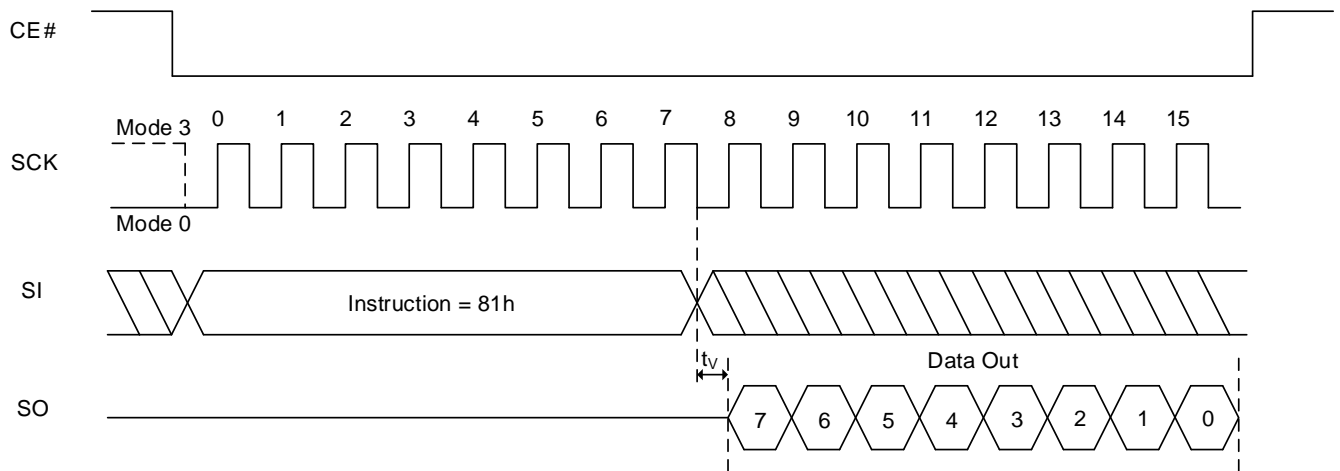 CE#
Mode 3
0 1 2 3 4 5 6 7 8 9 10 11 12 13 14 15
SCK
Mode 0
SI
Instruction = 81h
tV
Data Out
SO
7 6 5 4 3 2 1 0